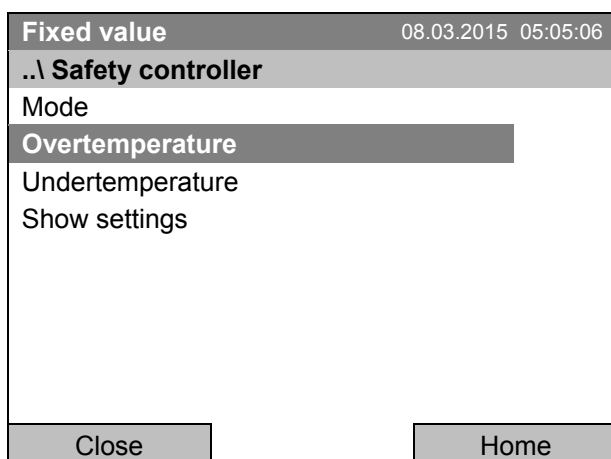 Fixed value 08.03.2015 05:05:06
..\ Safety controller
Mode
Overtemperature
Undertemperature
Show settings
Close Home